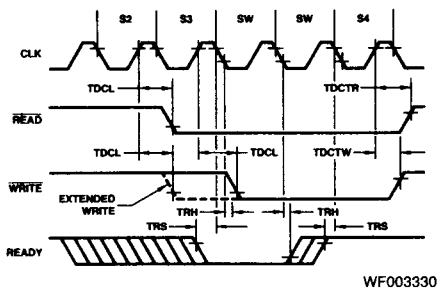 S2 S3 SW SW S4
CLK
TDCL TDCTR
READ
TDCL TDCL TDCTW
WRITE
EXTENDED
WRITE
TRH TRH
TRS TRS
READY
WF003330